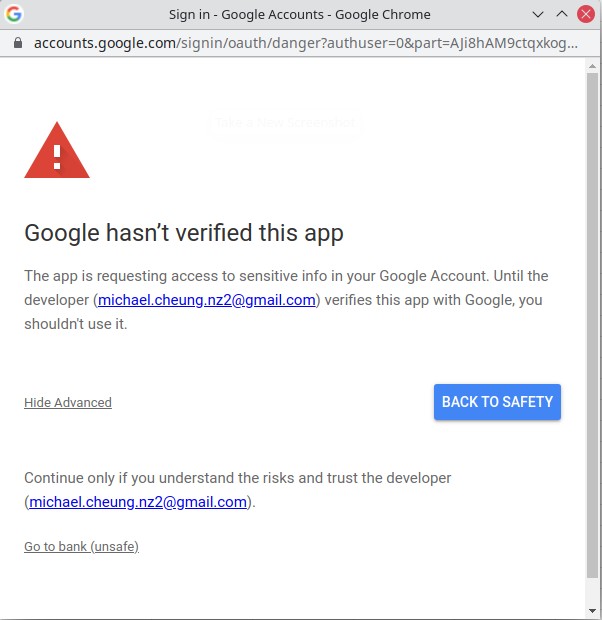 Sign in - Google Accounts - Google Chrome
accounts.google.com/signin/oauth/danger?authuser=0&part=AJi8hAM9ctqxkog...
Google hasn’t verified this app
The app is requesting access to sensitive info in your Google Account. Until the
developer (michael.cheung.nz2@gmail.com) verifies this app with Google, you
shouldn't use it.
Hide Advanced
BACK TO SAFETY
Continue only if you understand the risks and trust the developer
(michael.cheung.nz2@gmail.com).
Go to bank (unsafe)